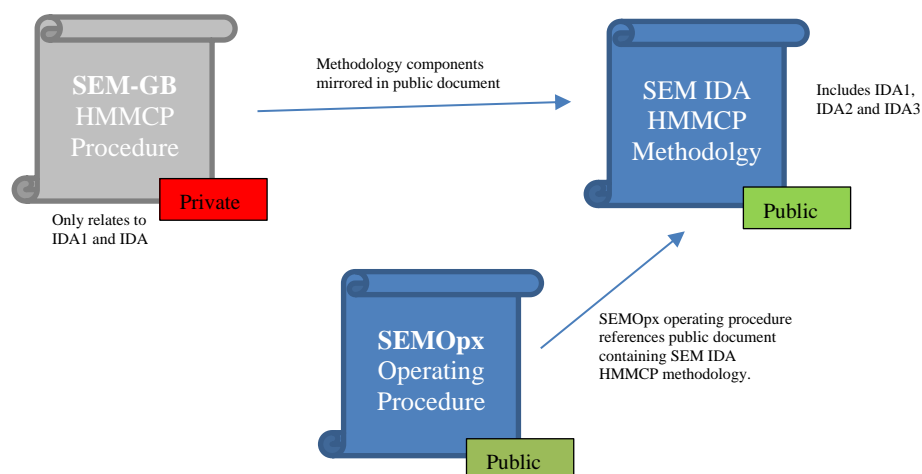 SEM-GB
HMMCP
Procedure
Private
Only relates to
IDA1 and IDA
Methodology components
mirrored in public document
SEM IDA
HMMCP
Methodolgy
Public
Includes IDA1,
IDA2 and IDA3
SEMOpx
Operating
Procedure
Public
SEMOpx operating procedure
references public document
containing SEM IDA
HMMCP methodology.